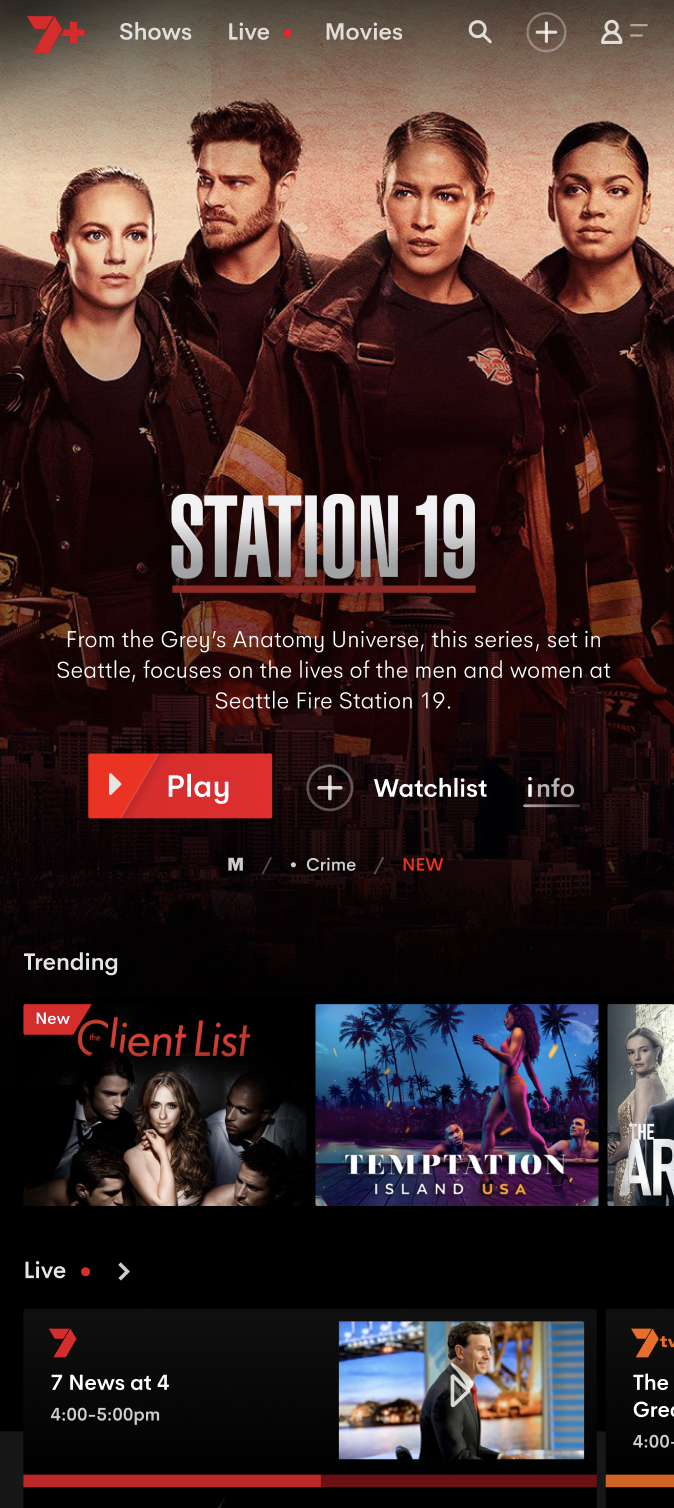 7+ Shows Live Movies
STATION 19
From the Grey's Anatomy Universe, this series, set in
Seattle, focuses on the lives of the men and women at
Seattle Fire Station 19.
Play Watchlist info
M / • Crime / NEW
Trending
New
the Client List
TEMPTATION
ISLAND USA
THE
AR
Live
7
7 News at 4
4:00-5:00pm
7tv
The
Grea
4:00-